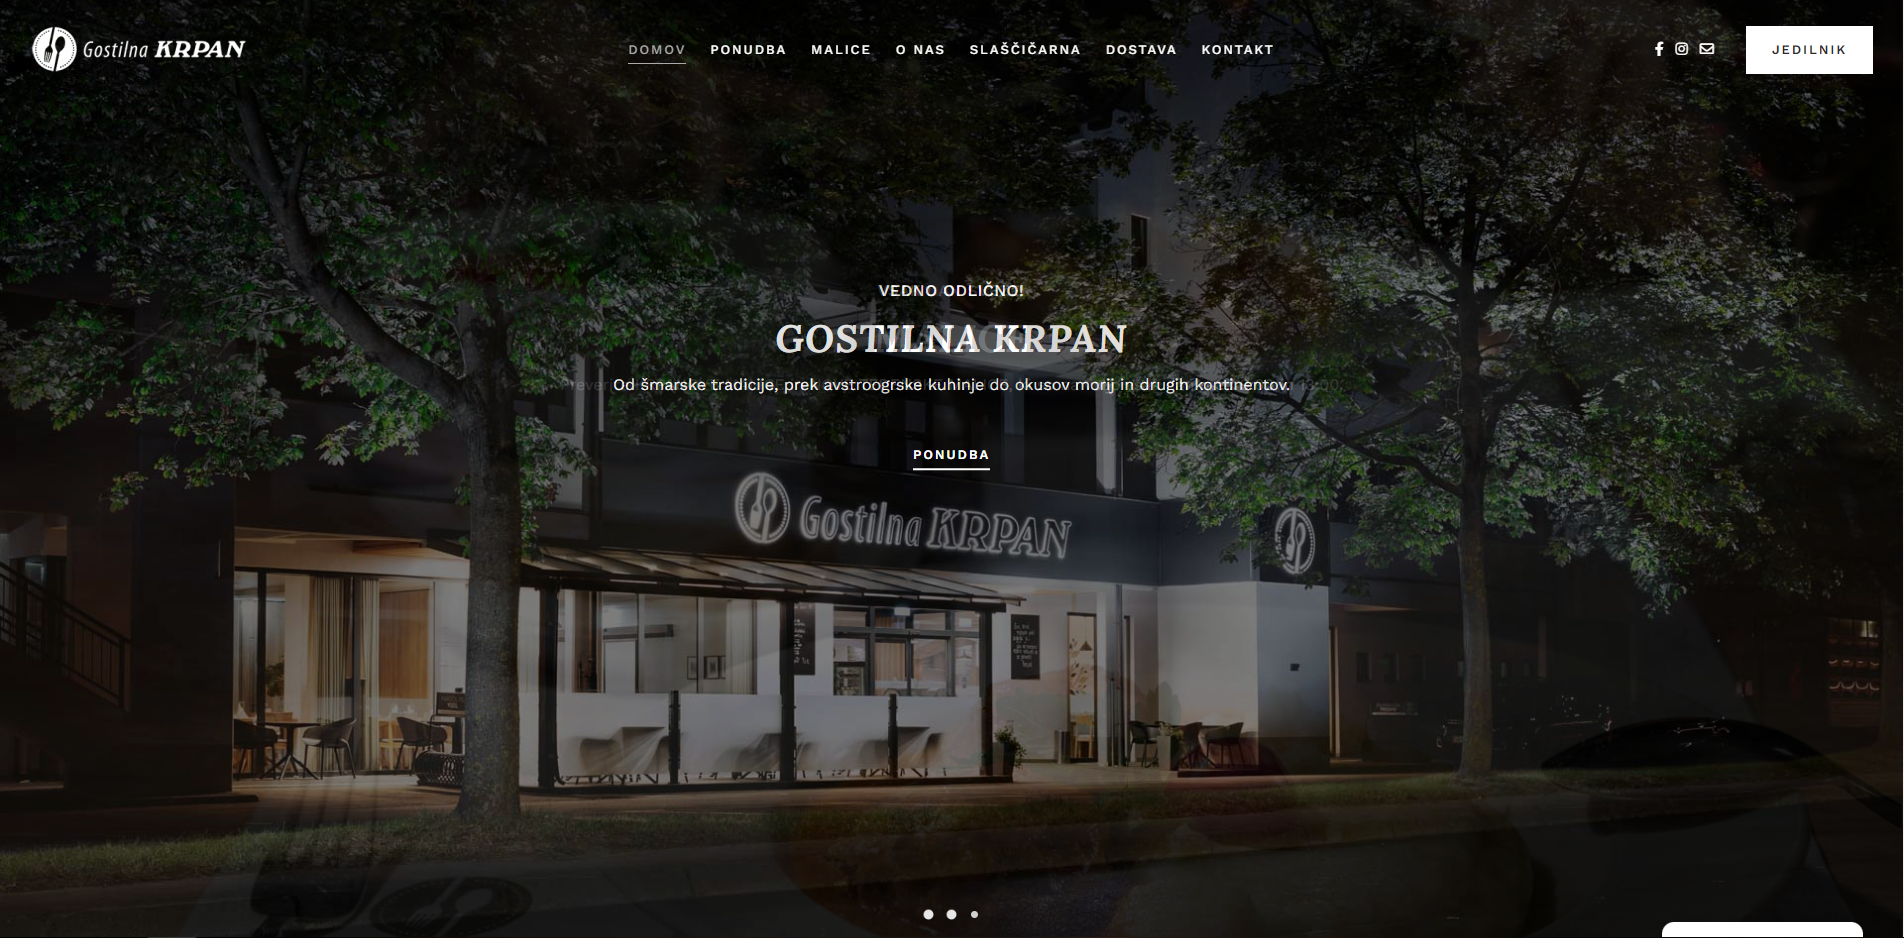 Gostilna KRPAN
DOMOV PONUDBA MALICE O NAS SLAŠČIČARNA DOSTAVA KONTAKT
JEDILNIK
VEDNO ODLIČNO!
GOSTILNA KRPAN
Od šmarske tradicije, prek avstroogrske kuhinje do okusov morij in drugih kontinentov.
PONUDBA
Gostilna KRPAN